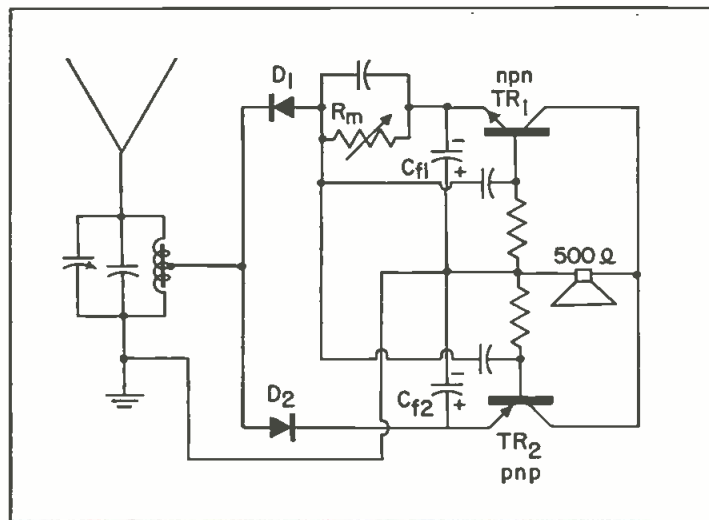 D1
Rm
npn
TR1
−
Cf1
+
500 Ω
D2
−
Cf2
+
TR2
pnp